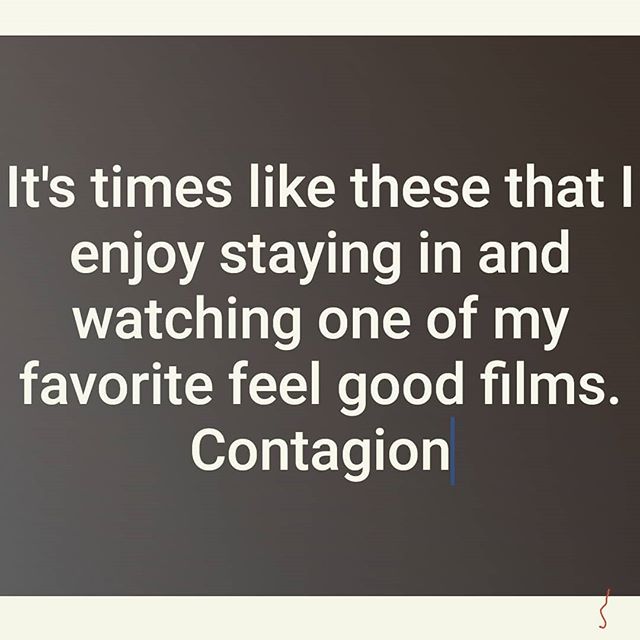 It's times like these that I
enjoy staying in and
watching one of my
favorite feel good films.
Contagion